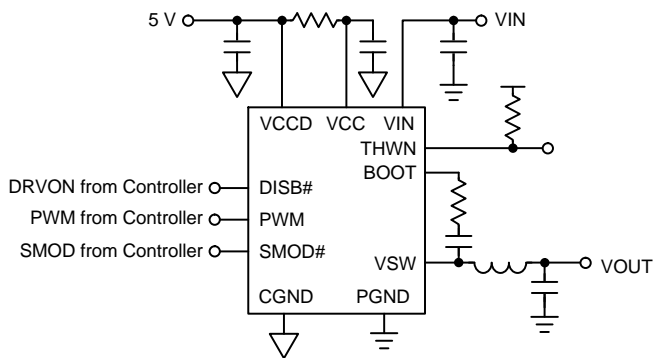 5 V
VIN
VCCD
VCC
VIN
THWN
BOOT
DRVON from Controller
DISB#
PWM from Controller
PWM
SMOD from Controller
SMOD#
VSW
VOUT
CGND
PGND